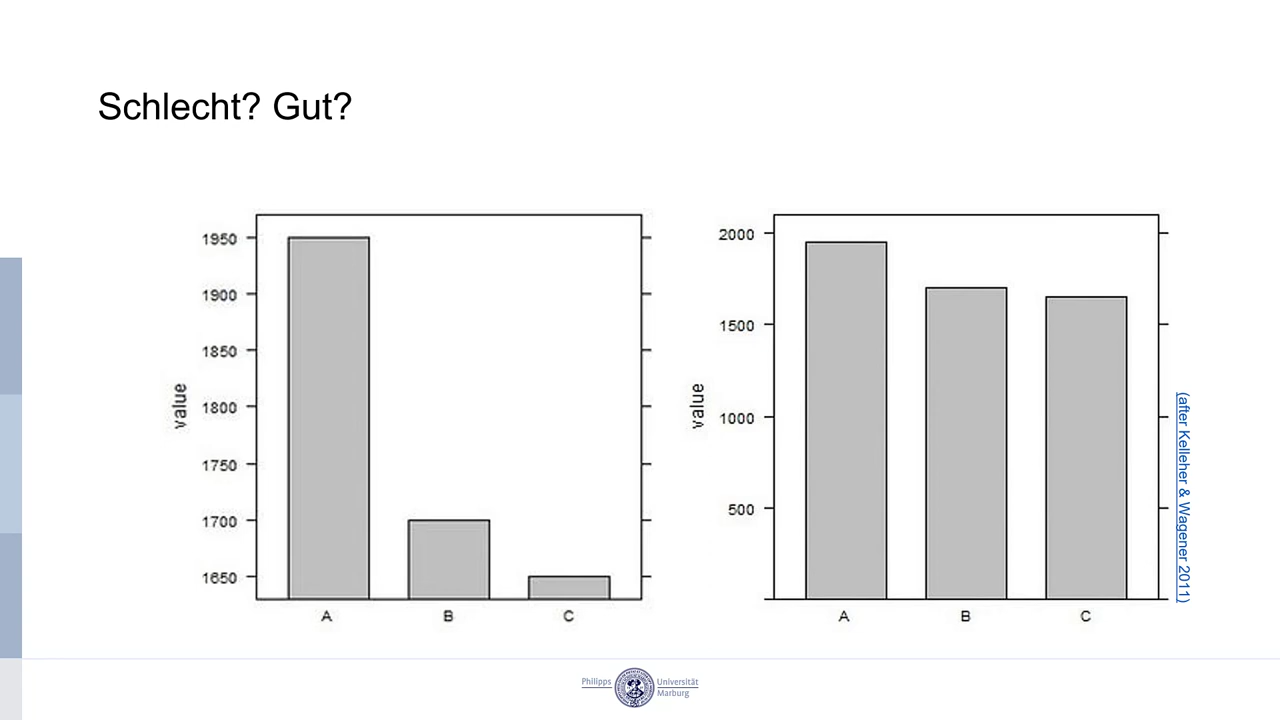 Schlecht? Gut?
1950
1900
1850
1800
1750
1700
1650
value
A B C
2000
1500
1000
500
value
A B C
(after Kelleher & Wagener 2011)
Philipps Universität
Marburg